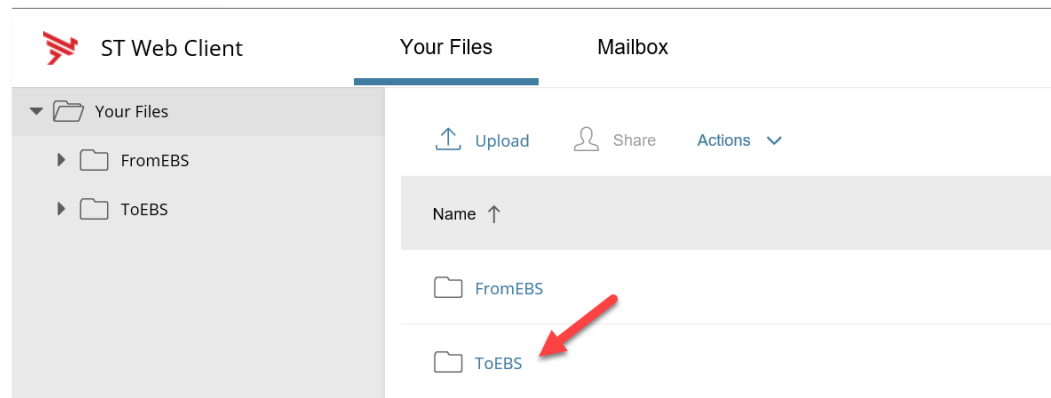 ST Web Client
Your Files
Mailbox
Your Files
FromEBS
ToEBS
Upload
Share
Actions
Name
FromEBS
ToEBS